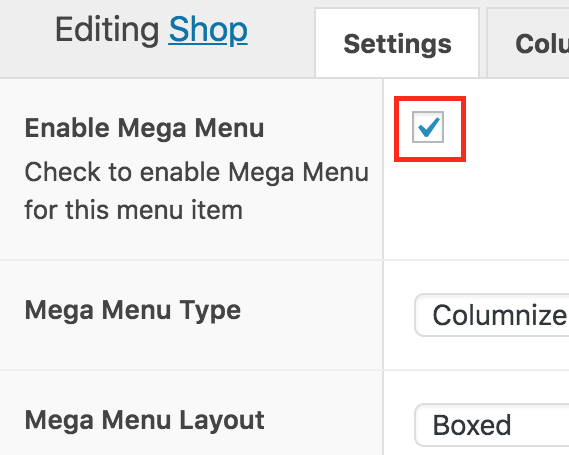 Editing Shop
Settings
Enable Mega Menu
Check to enable Mega Menu
for this menu item
Mega Menu Type
Columnize
Mega Menu Layout
Boxed